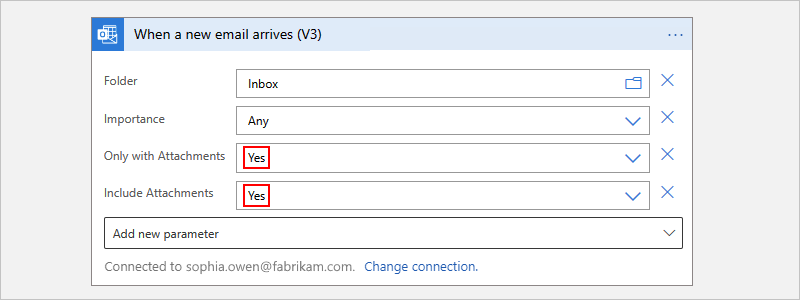 When a new email arrives (V3)
Folder Inbox
Importance Any
Only with Attachments Yes
Include Attachments Yes
Add new parameter
Connected to sophia.owen@fabrikam.com. Change connection.